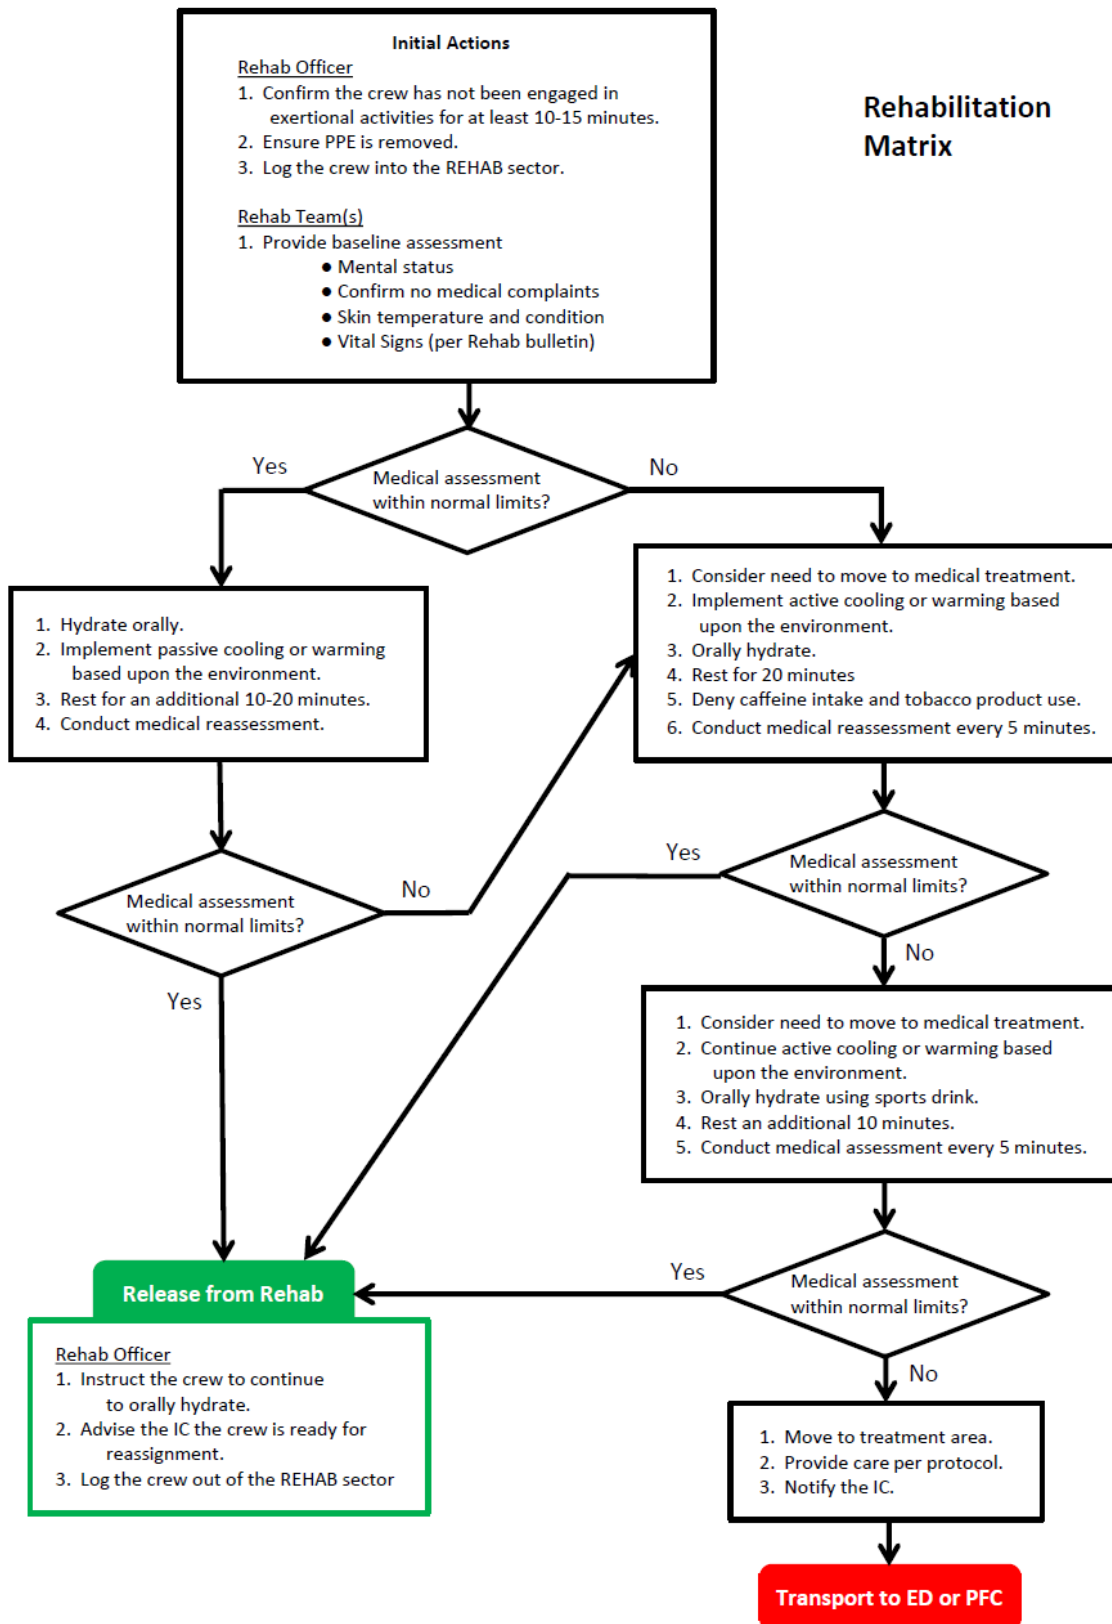 Initial Actions
Rehab Officer
1. Confirm the crew has not been engaged in
exertional activities for at least 10-15 minutes.
2. Ensure PPE is removed.
3. Log the crew into the REHAB sector.
Rehab Team(s)
1. Provide baseline assessment
● Mental status
● Confirm no medical complaints
● Skin temperature and condition
● Vital Signs (per Rehab bulletin)
Rehabilitation
Matrix
Medical assessment
within normal limits?
Yes
No
1. Hydrate orally.
2. Implement passive cooling or warming
based upon the environment.
3. Rest for an additional 10-20 minutes.
4. Conduct medical reassessment.
1. Consider need to move to medical treatment.
2. Implement active cooling or warming based
upon the environment.
3. Orally hydrate.
4. Rest for 20 minutes
5. Deny caffeine intake and tobacco product use.
6. Conduct medical reassessment every 5 minutes.
Medical assessment
within normal limits?
No
Yes
Medical assessment
within normal limits?
Yes
No
1. Consider need to move to medical treatment.
2. Continue active cooling or warming based
upon the environment.
3. Orally hydrate using sports drink.
4. Rest an additional 10 minutes.
5. Conduct medical assessment every 5 minutes.
Medical assessment
within normal limits?
Yes
No
Release from Rehab
Rehab Officer
1. Instruct the crew to continue
to orally hydrate.
2. Advise the IC the crew is ready for
reassignment.
3. Log the crew out of the REHAB sector
1. Move to treatment area.
2. Provide care per protocol.
3. Notify the IC.
Transport to ED or PFC